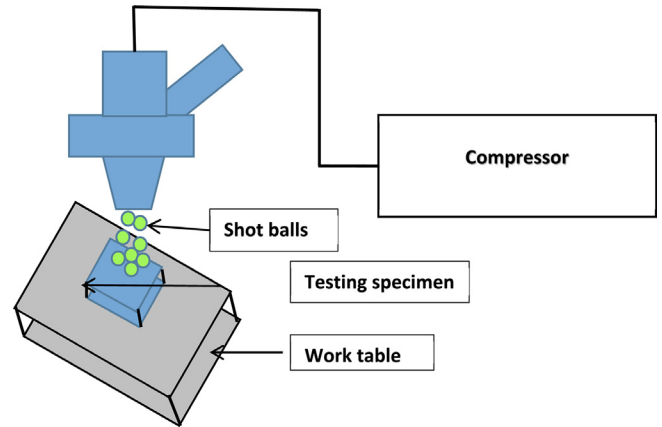 Compressor
Shot balls
Testing specimen
Work table